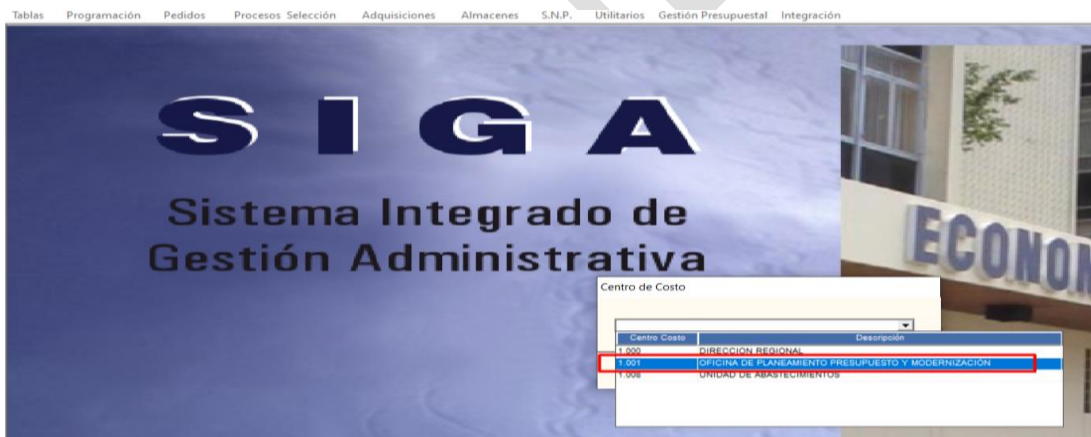 Tablas Programación Pedidos Procesos Selección Adquisiciones Almacenes S.N.P. Utilitarios Gestión Presupuestal Integración
SIGA
Sistema Integrado de
Gestión Administrativa
ECONOM
Centro de Costo
Centro Costo Descripción
1.000 DIRECCION REGIONAL
1.001 OFICINA DE PLANEAMIENTO PRESUPUESTO Y MODERNIZACIÓN
1.008 UNIDAD DE ABASTECIMIENTOS